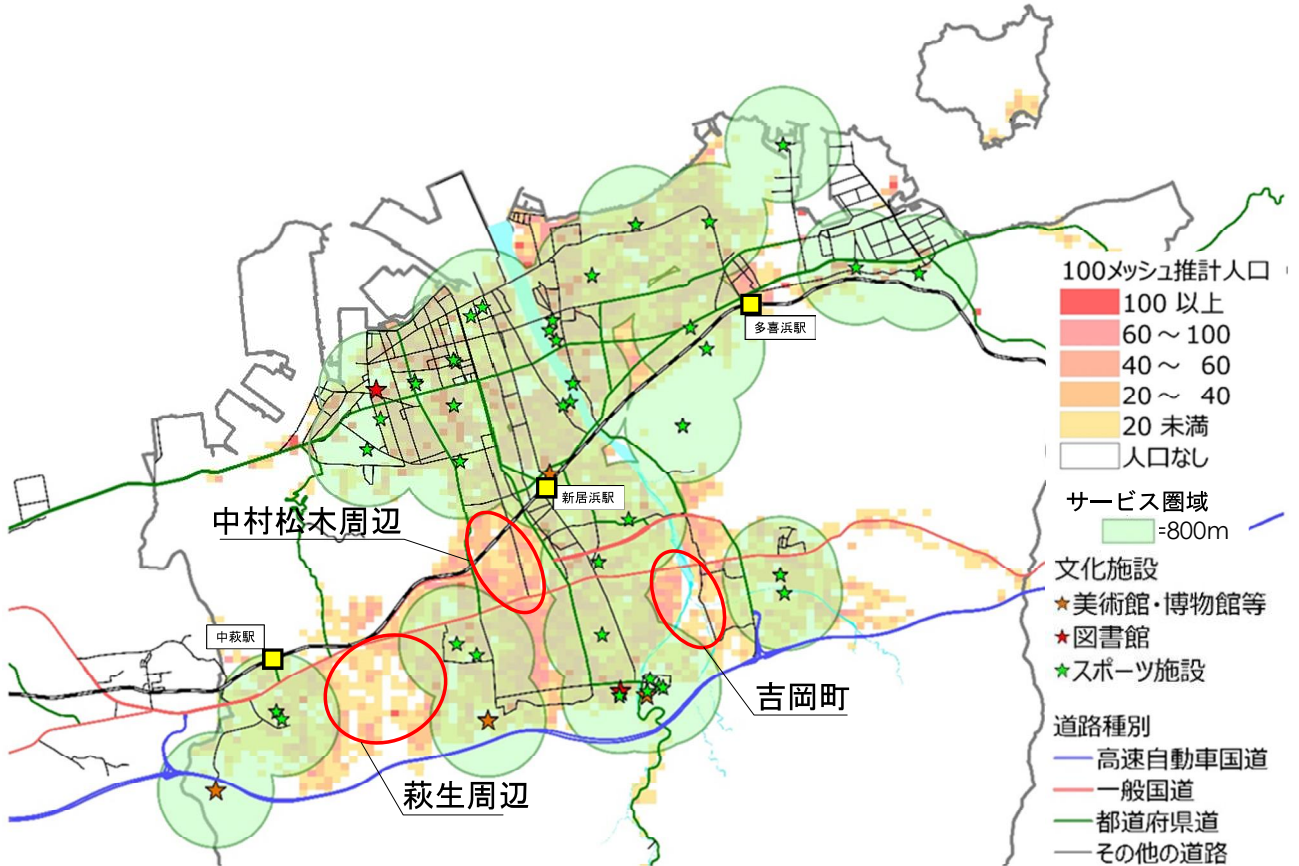 多喜浜駅
新居浜駅
中村松木周辺
中萩駅
吉岡町
萩生周辺
100メッシュ推計人口
100 以上
60 ～ 100
40 ～ 60
20 ～ 40
20 未満
人口なし
サービス圏域
=800m
文化施設
美術館・博物館等
図書館
スポーツ施設
道路種別
高速自動車国道
一般国道
都道府県道
その他の道路